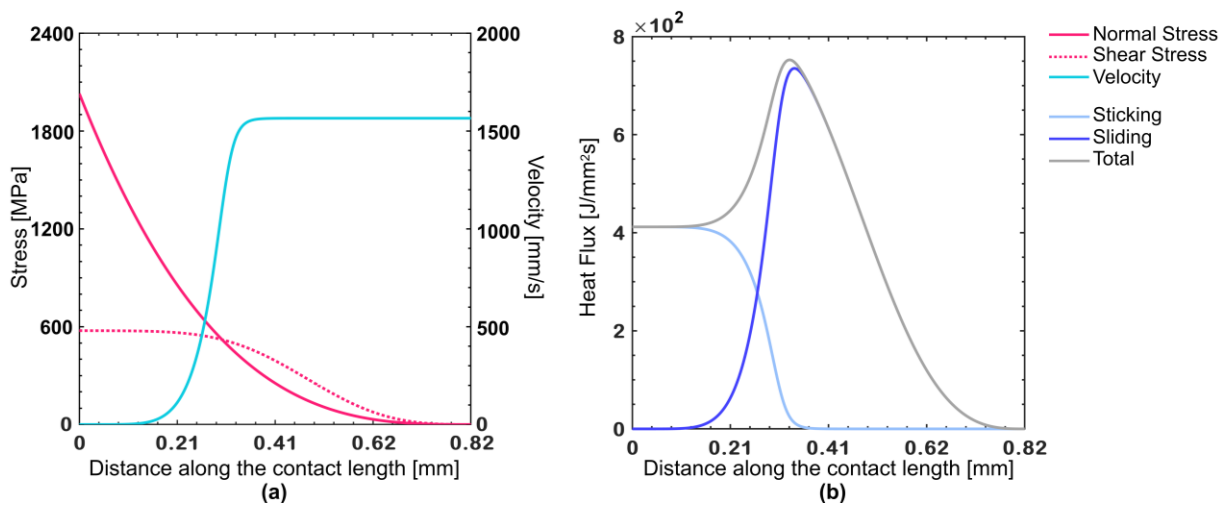 2400
1800
1200
600
0
Stress [MPa]
2000
1500
1000
500
0
Velocity [mm/s]
0
0.21
0.41
0.62
0.82
Distance along the contact length [mm]
(a)
×10²
8
6
4
2
0
Heat Flux [J/mm²s]
0
0.21
0.41
0.62
0.82
Distance along the contact length [mm]
(b)
Normal Stress
Shear Stress
Velocity
Sticking
Sliding
Total